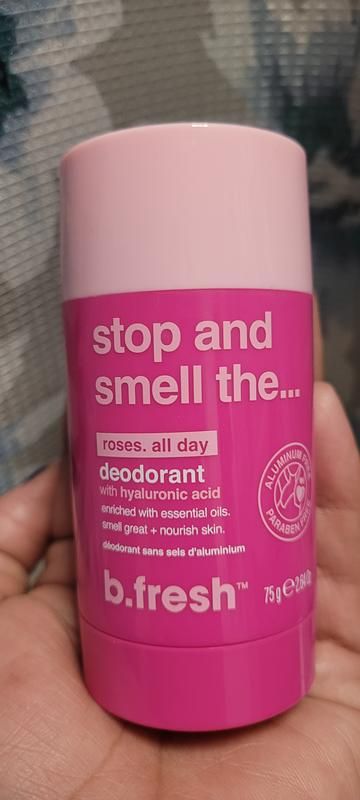 stop and
smell the...
roses. all day
deodorant
with hyaluronic acid
enriched with essential oils.
smell great + nourish skin.
déodorant sans sels d'aluminium
ALUMINUM FREE
PARABEN FREE
b.fresh™
75 g ℮ 2.64 Oz